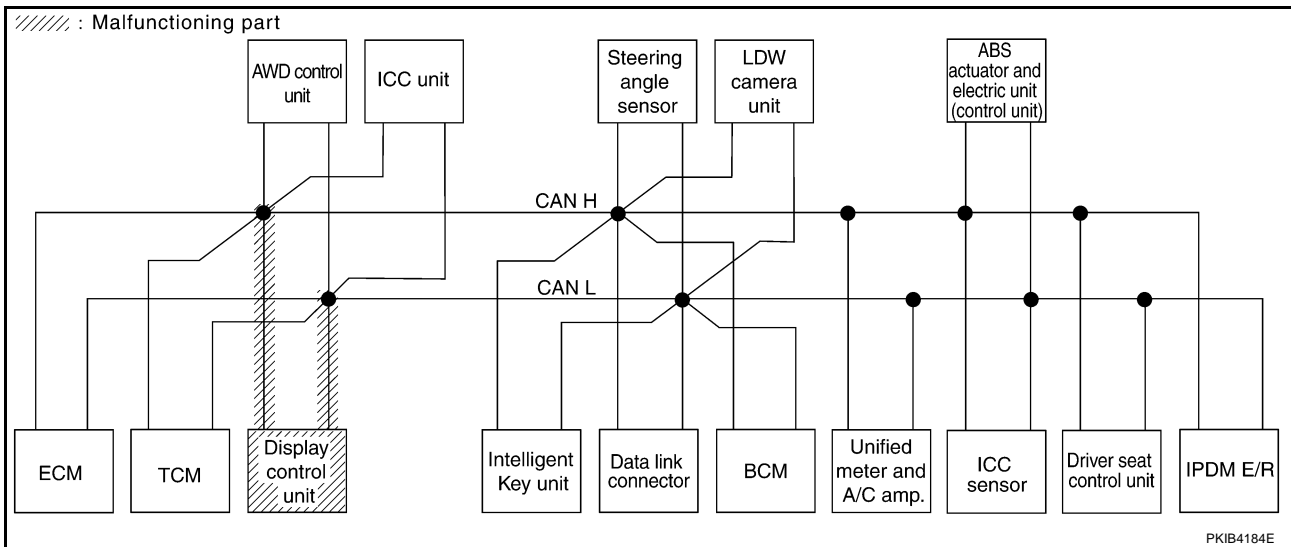 : Malfunctioning part
AWD control
unit
ICC unit
Steering
angle
sensor
LDW
camera
unit
ABS
actuator and
electric unit
(control unit)
CAN H
CAN L
ECM
TCM
Display
control
unit
Intelligent
Key unit
Data link
connector
BCM
Unified
meter and
A/C amp.
ICC
sensor
Driver seat
control unit
IPDM E/R
PKIB4184E